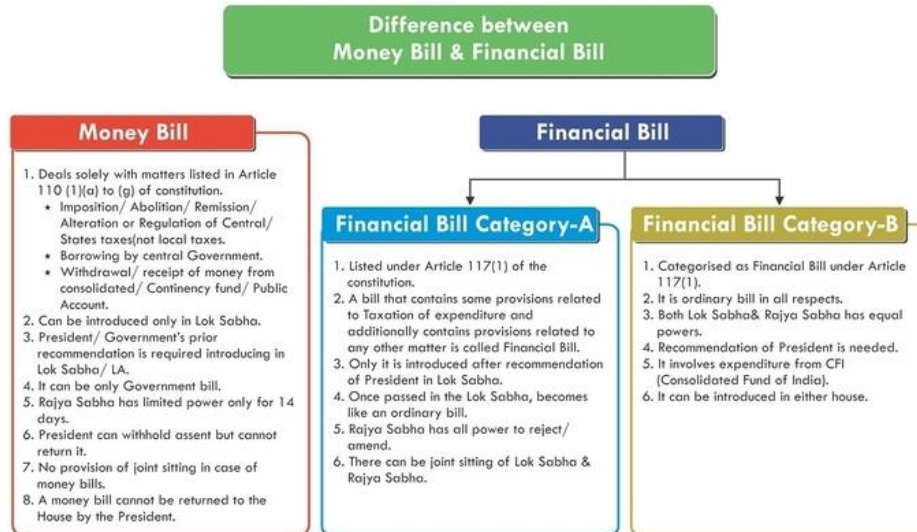 Difference between
Money Bill & Financial Bill
Money Bill
1. Deals solely with matters listed in Article
110 (1)(a) to (g) of constitution.
★ Imposition/ Abolition/ Remission/
Alteration or Regulation of Central/
States taxes(not local taxes.
★ Borrowing by central Government.
★ Withdrawal/ receipt of money from
consolidated/ Continency fund/ Public
Account.
2. Can be introduced only in Lok Sabha.
3. President/ Government's prior
recommendation is required introducing in
Lok Sabha/ LA.
4. It can be only Government bill.
5. Rajya Sabha has limited power only for 14
days.
6. President can withhold assent but cannot
return it.
7. No provision of joint sitting in case of
money bills.
8. A money bill cannot be returned to the
House by the President.
Financial Bill
Financial Bill Category-A
1. Listed under Article 117(1) of the
constitution.
2. A bill that contains some provisions related
to Taxation of expenditure and
additionally contains provisions related to
any other matter is called Financial Bill.
3. Only it is introduced after recommendation
of President in Lok Sabha.
4. Once passed in the Lok Sabha, becomes
like an ordinary bill.
5. Rajya Sabha has all power to reject/
amend.
6. There can be joint sitting of Lok Sabha &
Rajya Sabha.
Financial Bill Category-B
1. Categorised as Financial Bill under Article
117(1).
2. It is ordinary bill in all respects.
3. Both Lok Sabha& Rajya Sabha has equal
powers.
4. Recommendation of President is needed.
5. It involves expenditure from CFI
(Consolidated Fund of India).
6. It can be introduced in either house.